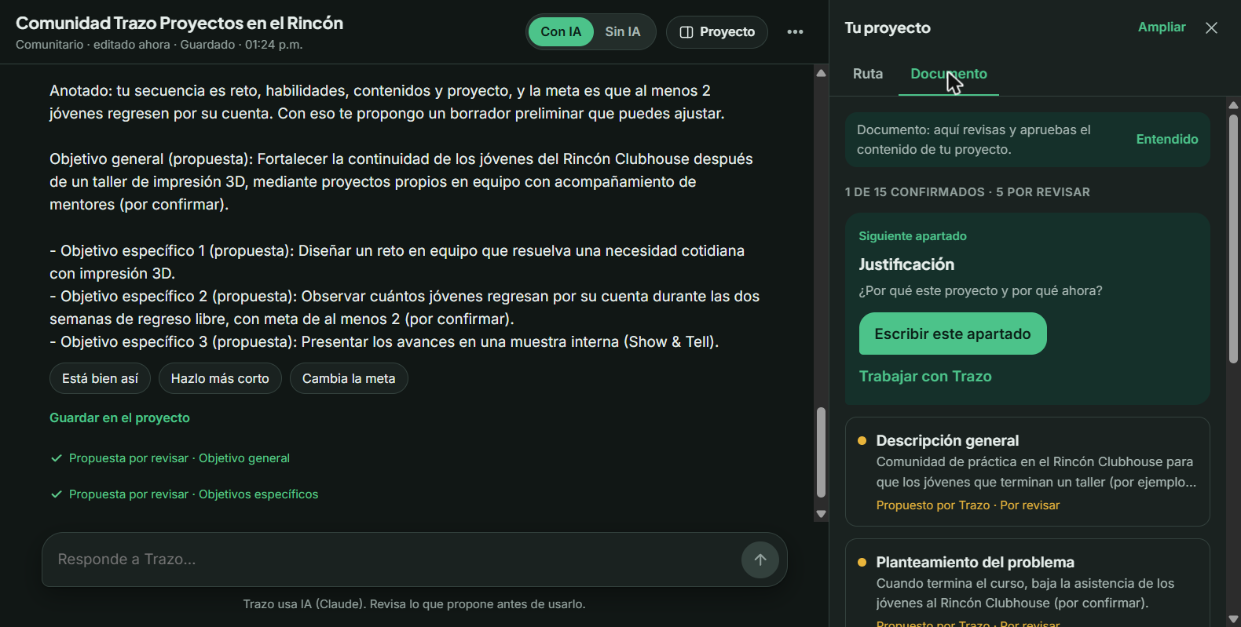 Comunidad Trazo Proyectos en el Rincón
Comunitario · editado ahora · Guardado · 01:24 p.m.
Con IA
Sin IA
Proyecto
Anotado: tu secuencia es reto, habilidades, contenidos y proyecto, y la meta es que al menos 2
jóvenes regresen por su cuenta. Con eso te propongo un borrador preliminar que puedes ajustar.
Objetivo general (propuesta): Fortalecer la continuidad de los jóvenes del Rincón Clubhouse después
de un taller de impresión 3D, mediante proyectos propios en equipo con acompañamiento de
mentores (por confirmar).
- Objetivo específico 1 (propuesta): Diseñar un reto en equipo que resuelva una necesidad cotidiana
con impresión 3D.
- Objetivo específico 2 (propuesta): Observar cuántos jóvenes regresan por su cuenta durante las dos
semanas de regreso libre, con meta de al menos 2 (por confirmar).
- Objetivo específico 3 (propuesta): Presentar los avances en una muestra interna (Show & Tell).
Está bien así
Hazlo más corto
Cambia la meta
Guardar en el proyecto
Propuesta por revisar · Objetivo general
Propuesta por revisar · Objetivos específicos
Responde a Trazo...
Trazo usa IA (Claude). Revisa lo que propone antes de usarlo.
Tu proyecto
Ampliar
Ruta
Documento
Documento: aquí revisas y apruebas el
contenido de tu proyecto.
Entendido
1 DE 15 CONFIRMADOS · 5 POR REVISAR
Siguiente apartado
Justificación
¿Por qué este proyecto y por qué ahora?
Escribir este apartado
Trabajar con Trazo
Descripción general
Comunidad de práctica en el Rincón Clubhouse para
que los jóvenes que terminan un taller (por ejemplo...
Propuesto por Trazo · Por revisar
Planteamiento del problema
Cuando termina el curso, baja la asistencia de los
jóvenes al Rincón Clubhouse (por confirmar).
Propuesto por Trazo · Por revisar